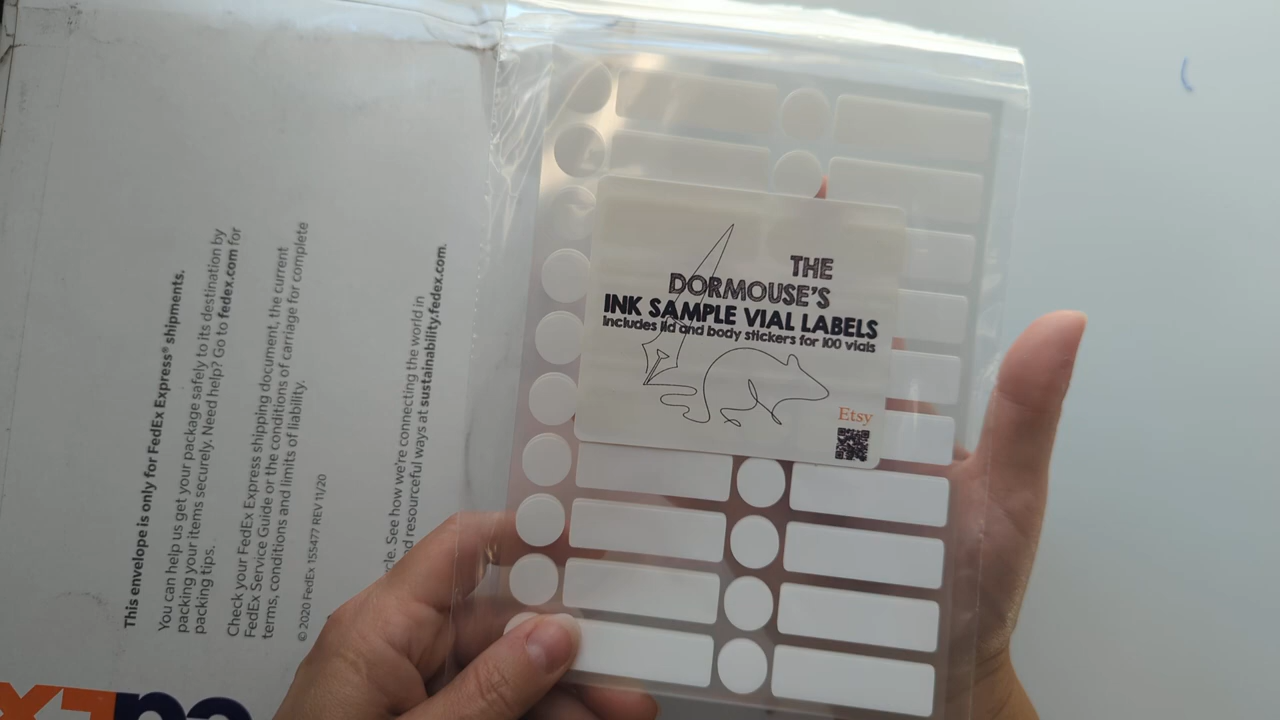 This envelope is only for FedEx Express® shipments.
You can help us get your package safely to its destination by
packing your items securely. Need help? Go to fedex.com for
packing tips.
Check your FedEx Express shipping document, the current
FedEx Service Guide or the conditions of carriage for complete
terms, conditions and limits of liability.
© 2020 FedEx 155477 REV 11/20
See how we're connecting the world in
resourceful ways at sustainability.fedex.com.
THE
DORMOUSE'S
INK SAMPLE VIAL LABELS
Includes lid and body stickers for 100 vials
Etsy